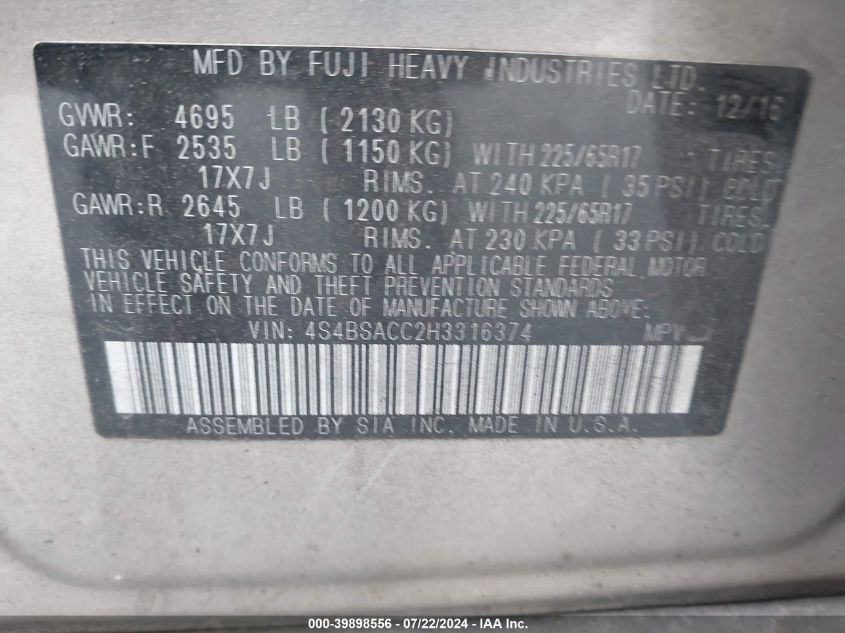 MFD BY FUJI HEAVY INDUSTRIES LTD.
DATE: 12/16
GVWR: 4695 LB ( 2130 KG)
GAWR:F 2535 LB ( 1150 KG) WITH 225/65R17 TIRES
17X7J RIMS. AT 240 KPA ( 35 PSI) COLD
GAWR:R 2645 LB ( 1200 KG) WITH 225/65R17 TIRES
17X7J RIMS. AT 230 KPA ( 33 PSI) COLD
THIS VEHICLE CONFORMS TO ALL APPLICABLE FEDERAL MOTOR
VEHICLE SAFETY AND THEFT PREVENTION STANDARDS
IN EFFECT ON THE DATE OF MANUFACTURE SHOWN ABOVE.
VIN: 4S4BSACC2H3316374 MPV
ASSEMBLED BY SIA INC. MADE IN U.S.A.
000-39898556 - 07/22/2024 - IAA Inc.